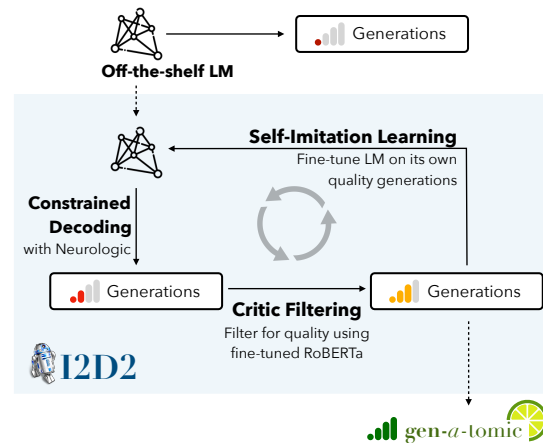 Generations
Off-the-shelf LM
Self-Imitation Learning
Fine-tune LM on its own
quality generations
Constrained
Decoding
with Neurologic
Generations
Generations
Critic Filtering
Filter for quality using
fine-tuned RoBERTa
I2D2
gen-a-tomic